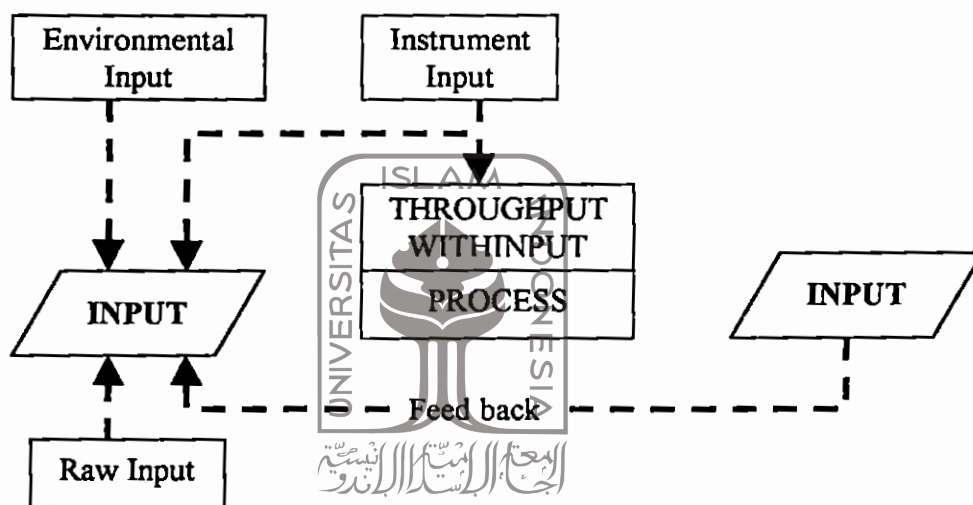 Environmental
Input
Instrument
Input
ISLAM
UNIVERSITAS
INDONESIA
THROUGHPUT
WITHINPUT
PROCESS
INPUT
INPUT
Feed back
Raw Input